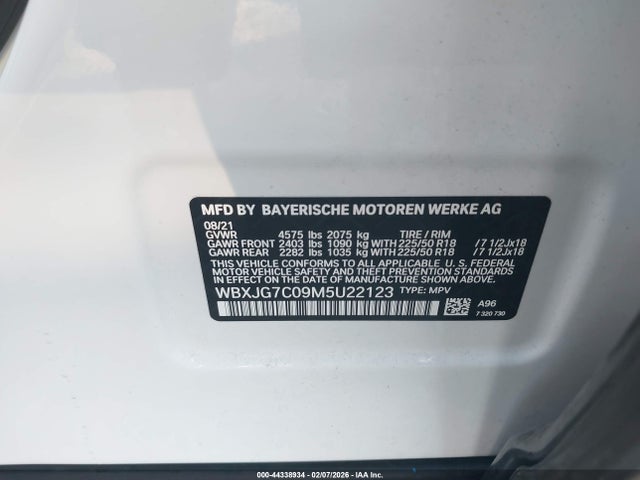 MFD BY BAYERISCHE MOTOREN WERKE AG
08/21
GVWR 4575 lbs 2075 kg TIRE / RIM
GAWR FRONT 2403 lbs 1090 kg WITH 225/50 R18 / 7 1/2Jx18
GAWR REAR 2282 lbs 1035 kg WITH 225/50 R18 / 7 1/2Jx18
THIS VEHICLE CONFORMS TO ALL APPLICABLE FEDERAL
MOTOR VEHICLE SAFETY AND THEFT PREVENTION STANDARDS
IN EFFECT ON THE DATE OF MANUFACTURE SHOWN ABOVE.
WBXJG7C09M5U22123 TYPE: MPV
A96
7 320 730
000-44338934 - 02/07/2026 - IAA Inc.